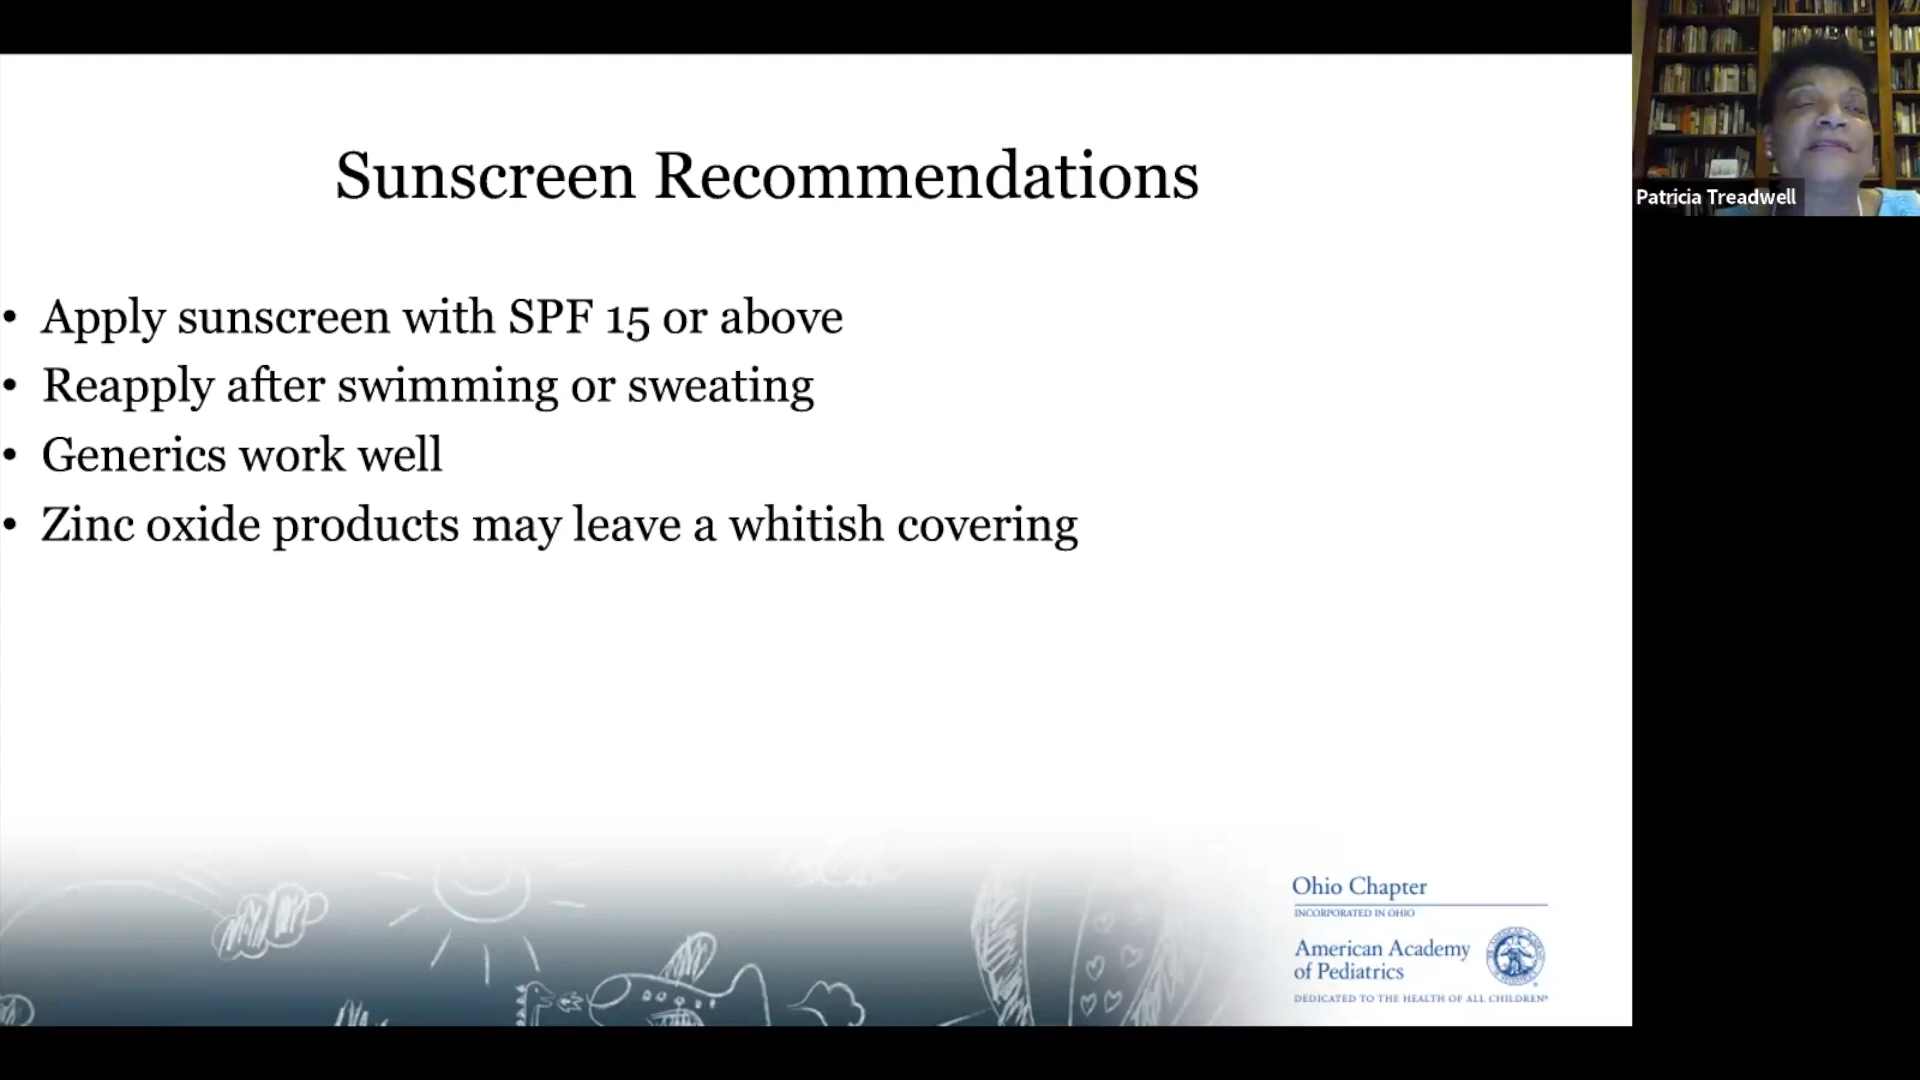 Sunscreen Recommendations
• Apply sunscreen with SPF 15 or above
• Reapply after swimming or sweating
• Generics work well
• Zinc oxide products may leave a whitish covering
Patricia Treadwell
Ohio Chapter
INCORPORATED IN OHIO
American Academy
of Pediatrics
DEDICATED TO THE HEALTH OF ALL CHILDREN®